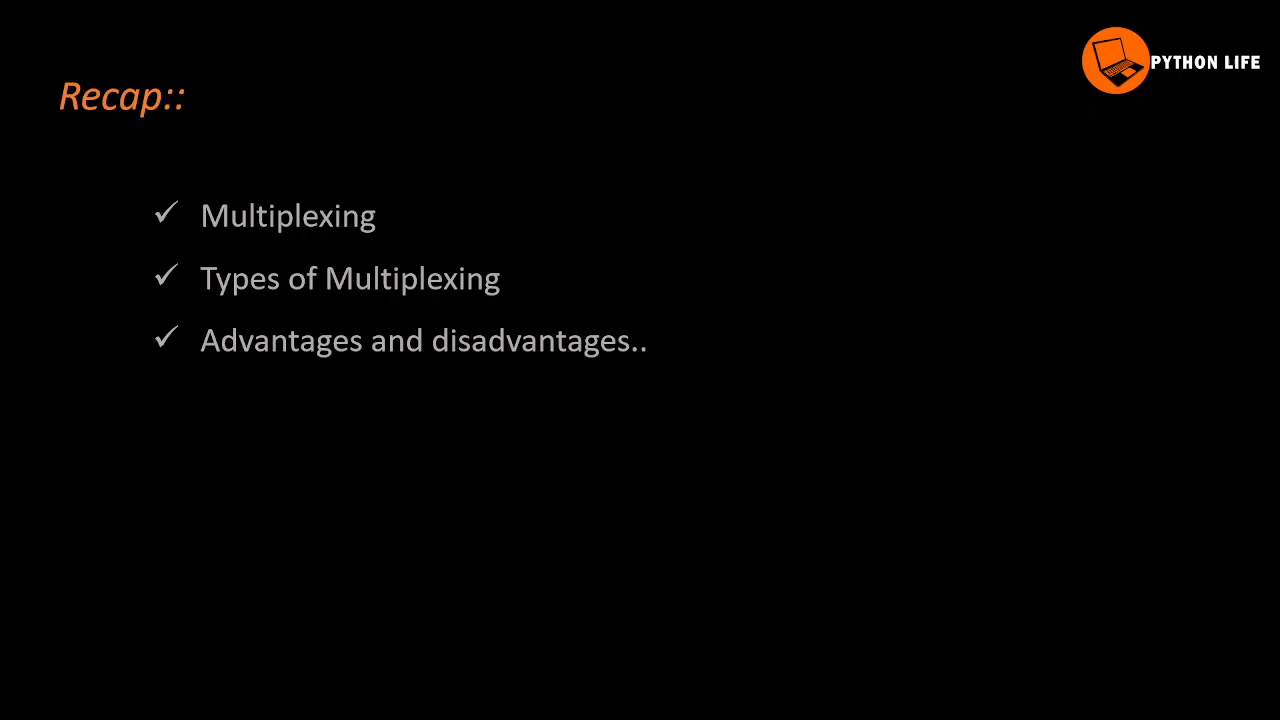 PYTHON LIFE
Recap::
✓ Multiplexing
✓ Types of Multiplexing
✓ Advantages and disadvantages..